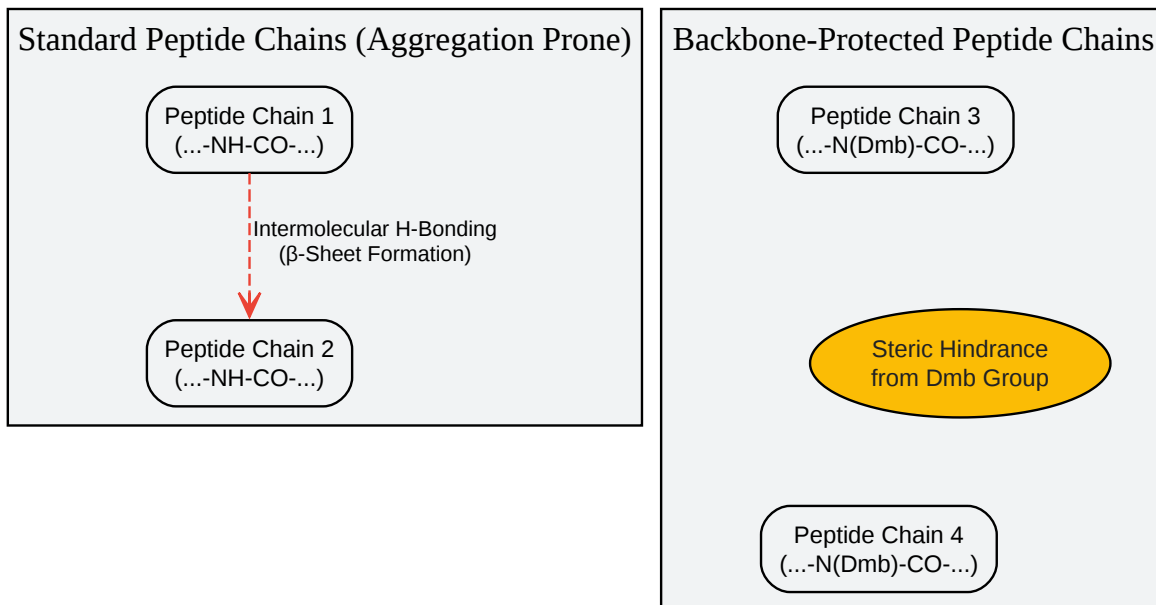 Standard Peptide Chains (Aggregation Prone)
Peptide Chain 1
(...-NH-CO-...)
Intermolecular H-Bonding
(β-Sheet Formation)
Peptide Chain 2
(...-NH-CO-...)
Backbone-Protected Peptide Chains
Peptide Chain 3
(...-N(Dmb)-CO-...)
Steric Hindrance
from Dmb Group
Peptide Chain 4
(...-N(Dmb)-CO-...)